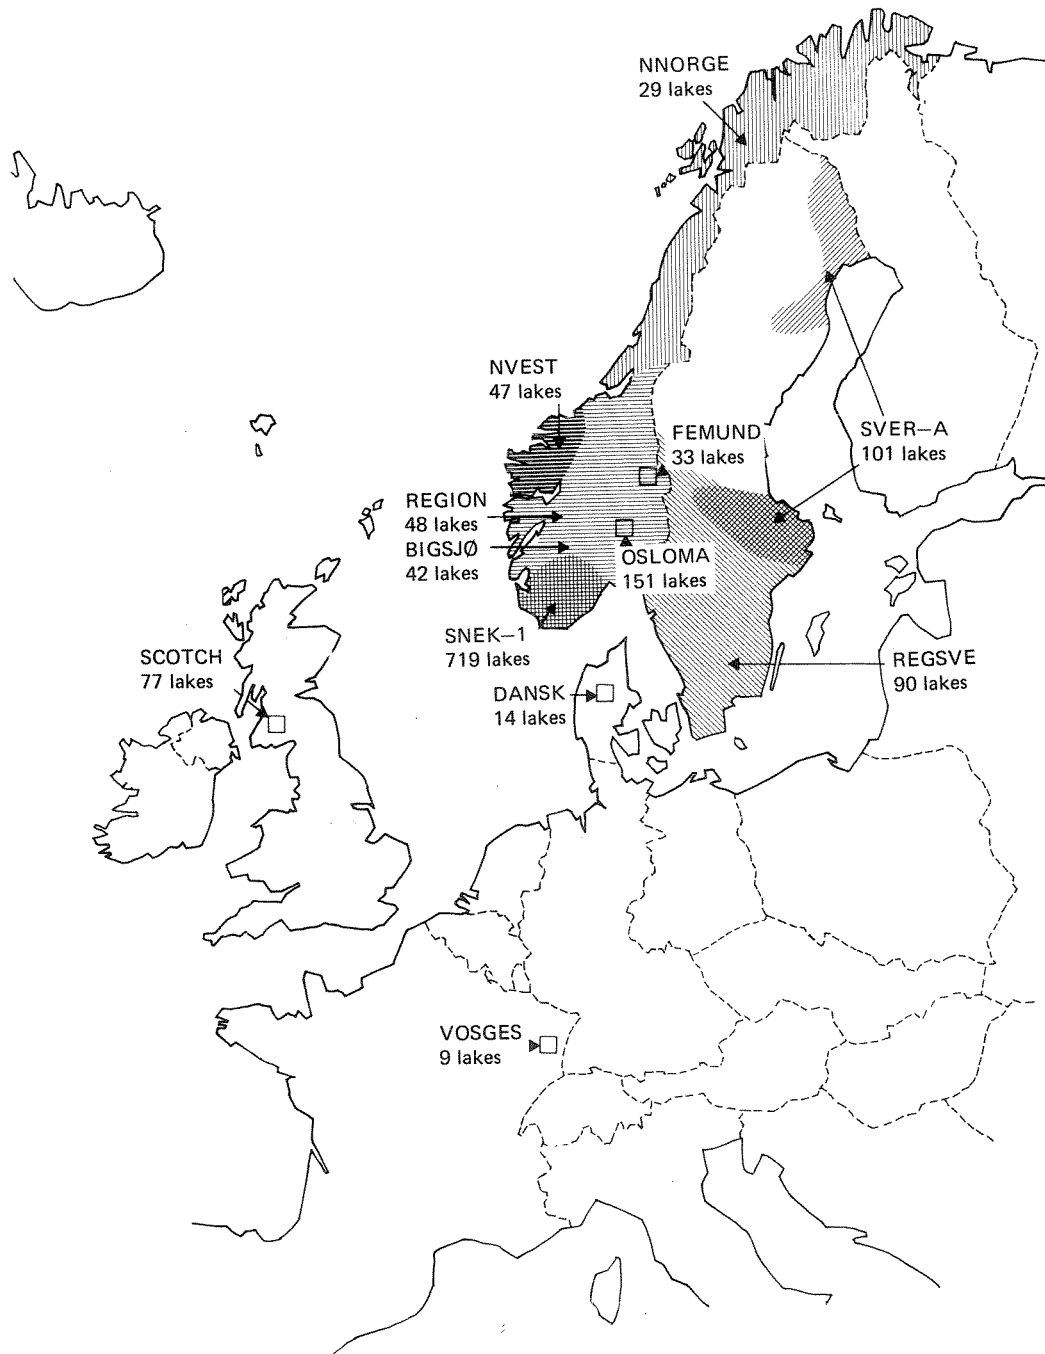 NNORGE
29 lakes
NVEST
47 lakes
FEMUND
33 lakes
SVER–A
101 lakes
REGION
48 lakes
BIGSJØ
42 lakes
OSLOMA
151 lakes
SNEK–1
719 lakes
SCOTCH
77 lakes
REGSVE
90 lakes
DANSK
14 lakes
VOSGES
9 lakes